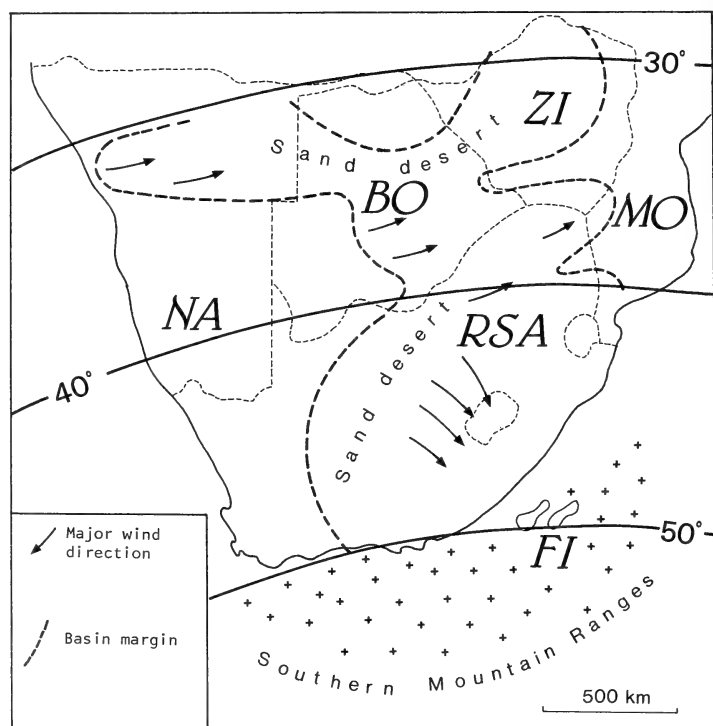 30°
Sand desert
ZI
BO
MO
NA
Sand desert
RSA
40°
50°
FI
Southern Mountain Ranges
Major wind
direction
Basin margin
500 km